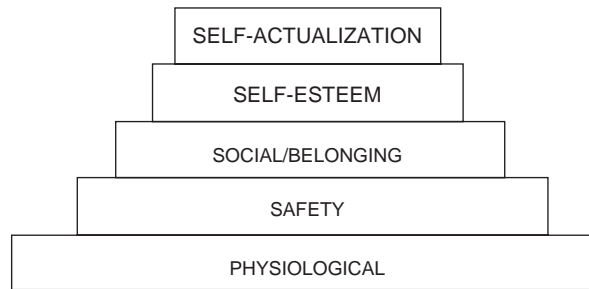 SELF-ACTUALIZATION
SELF-ESTEEM
SOCIAL/BELONGING
SAFETY
PHYSIOLOGICAL